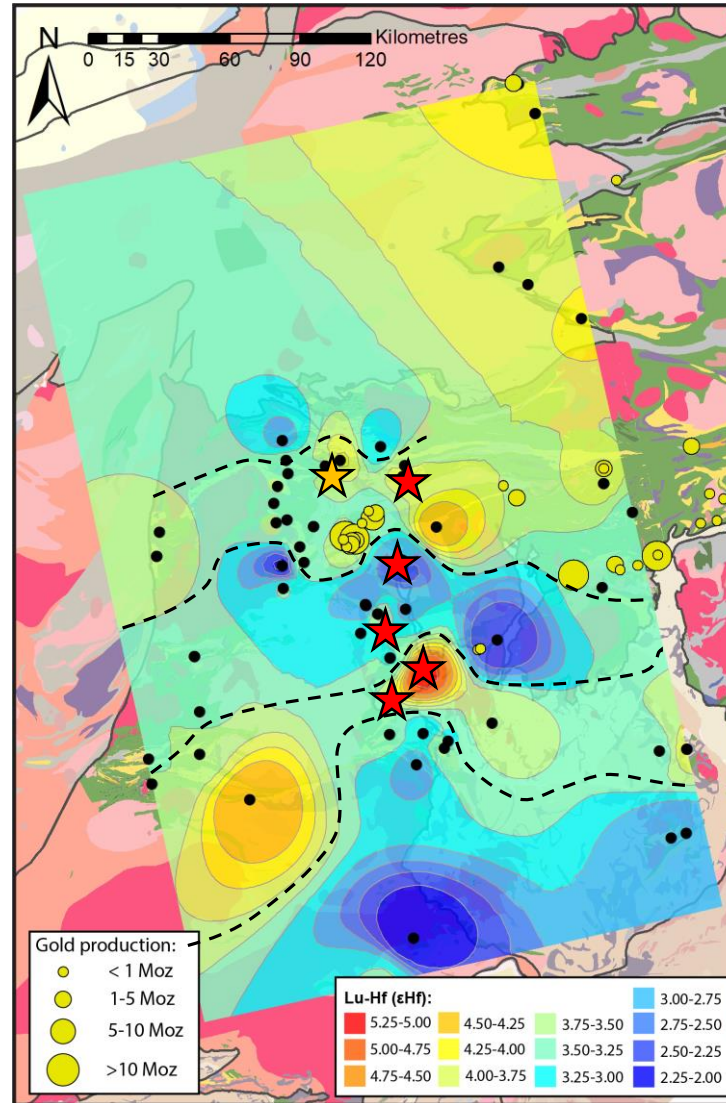 N
Kilometres
0 15 30 60 90 120
Gold production:
< 1 Moz
1-5 Moz
5-10 Moz
>10 Moz
Lu-Hf (εHf):
5.25-5.00
5.00-4.75
4.75-4.50
4.50-4.25
4.25-4.00
4.00-3.75
3.75-3.50
3.50-3.25
3.25-3.00
3.00-2.75
2.75-2.50
2.50-2.25
2.25-2.00